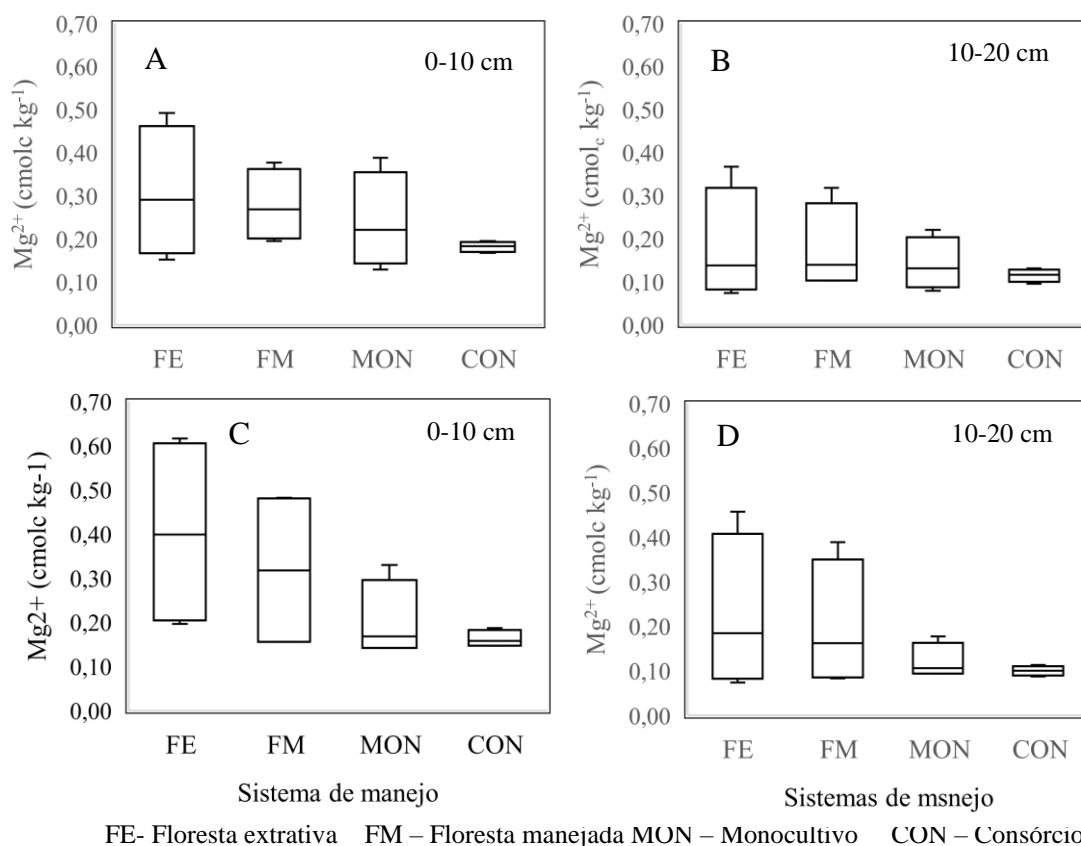 0,70
0,60
0,50
0,40
0,30
0,20
0,10
0,00
Mg2+ (cmolc kg-1)
A
0-10 cm
FE FM MON CON
0,70
0,60
0,50
0,40
0,30
0,20
0,10
0,00
Mg2+ (cmolc kg-1)
B
10-20 cm
FE FM MON CON
0,70
0,60
0,50
0,40
0,30
0,20
0,10
0,00
Mg2+ (cmolc kg-1)
C
0-10 cm
FE FM MON CON
Sistema de manejo
0,70
0,60
0,50
0,40
0,30
0,20
0,10
0,00
Mg2+ (cmolc kg-1)
D
10-20 cm
FE FM MON CON
Sistemas de msnejo
FE- Floresta extrativa FM – Floresta manejada MON – Monocultivo CON – Consórcio